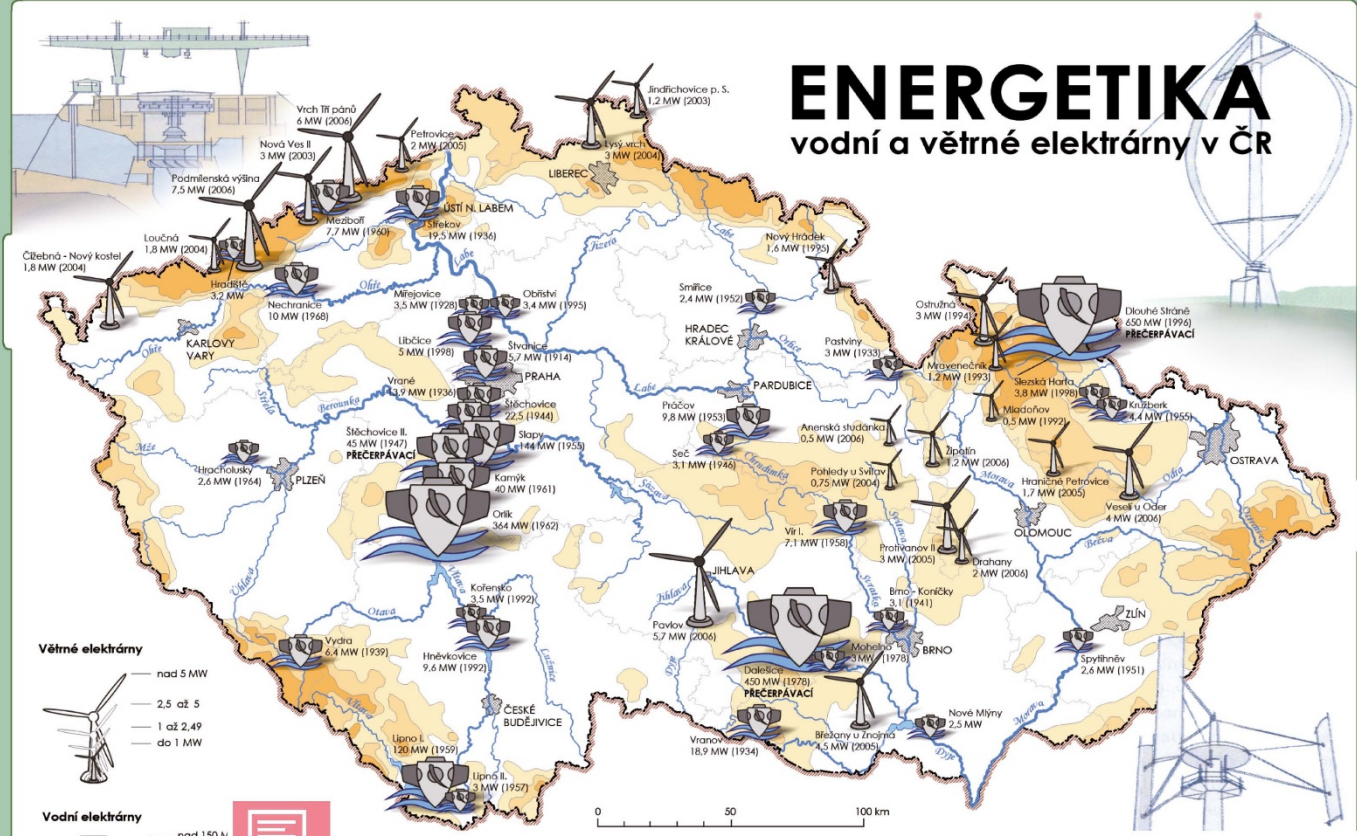 ENERGETIKA
vodní a větrné elektrárny v ČR
Jindřichovice p. S.
1,2 MW (2003)
Lysý vrch
3 MW (2004)
LIBEREC
Vrch Tří pánů
6 MW (2006)
Petrovice
2 MW (2005)
Nová Ves II
3 MW (2003)
Podmílenská výšina
7,5 MW (2006)
Meziboří
7,7 MW (1960)
ÚSTÍ N. LABEM
Střekov
19,5 MW (1936)
Loučná
1,8 MW (2004)
Čižebná - Nový kostel
1,8 MW (2004)
Hradiště
3,2 MW
Nechranice
10 MW (1968)
Ohře
Labe
Jizera
Labe
Nový Hrádek
1,6 MW (1995)
Miřejovice
3,5 MW (1928)
Obříství
3,4 MW (1995)
Smiřice
2,4 MW (1952)
Ostružná
3 MW (1994)
Dlouhé Stráně
650 MW (1996)
PŘEČERPÁVACÍ
KARLOVY
VARY
Ohře
Libčice
5 MW (1998)
Štvanice
5,7 MW (1914)
PRAHA
HRADEC
KRÁLOVÉ
Orlice
Pastviny
3 MW (1933)
Mravenečník
1,2 MW (1993)
Slezská Harta
3,8 MW (1998)
Kružberk
4,4 MW (1955)
Mladoňov
0,5 MW (1992)
Vrané
13,9 MW (1936)
Střela
Berounka
Labe
PARDUBICE
Štěchovice
22,5 (1944)
Práčov
9,8 MW (1953)
Anenská studánka
0,5 MW (2006)
Štěchovice II.
45 MW (1947)
PŘEČERPÁVACÍ
Slapy
144 MW (1955)
Mže
Seč
3,1 MW (1946)
Chrudimka
Žipotín
1,2 MW (2006)
OSTRAVA
Hracholusky
2,6 MW (1964)
PLZEŇ
Kamýk
40 MW (1961)
Sázava
Pohledy u Svitav
0,75 MW (2004)
Morava
Hraničné Petrovice
1,7 MW (2005)
Odra
Veselí u Oder
4 MW (2006)
Ostravice
Orlík
364 MW (1962)
Vír I.
7,1 MW (1958)
Svitava
Protivanov II
3 MW (2005)
Drahany
2 MW (2006)
OLOMOUC
Bečva
Úhlava
Vltava
JIHLAVA
Jihlava
Svratka
Otava
Kořensko
3,5 MW (1992)
Pavlov
5,7 MW (2006)
Brno - Koníčky
3,1 (1941)
ZLÍN
Vydra
6,4 MW (1939)
Hněvkovice
9,6 MW (1992)
Lužnice
Dyje
Mohelno
3 MW (1978)
BRNO
Spytihněv
2,6 MW (1951)
Dalešice
450 MW (1978)
PŘEČERPÁVACÍ
Větrné elektrárny
nad 5 MW
2,5 až 5
1 až 2,49
do 1 MW
Vltava
ČESKÉ
BUDĚJOVICE
Vranov
18,9 MW (1934)
Břežany u Znojma
4,5 MW (2005)
Nové Mlýny
2,5 MW
Morava
Dyje
Lipno I.
120 MW (1959)
Lipno II.
3 MW (1957)
0 50 100 km
Vodní elektrárny